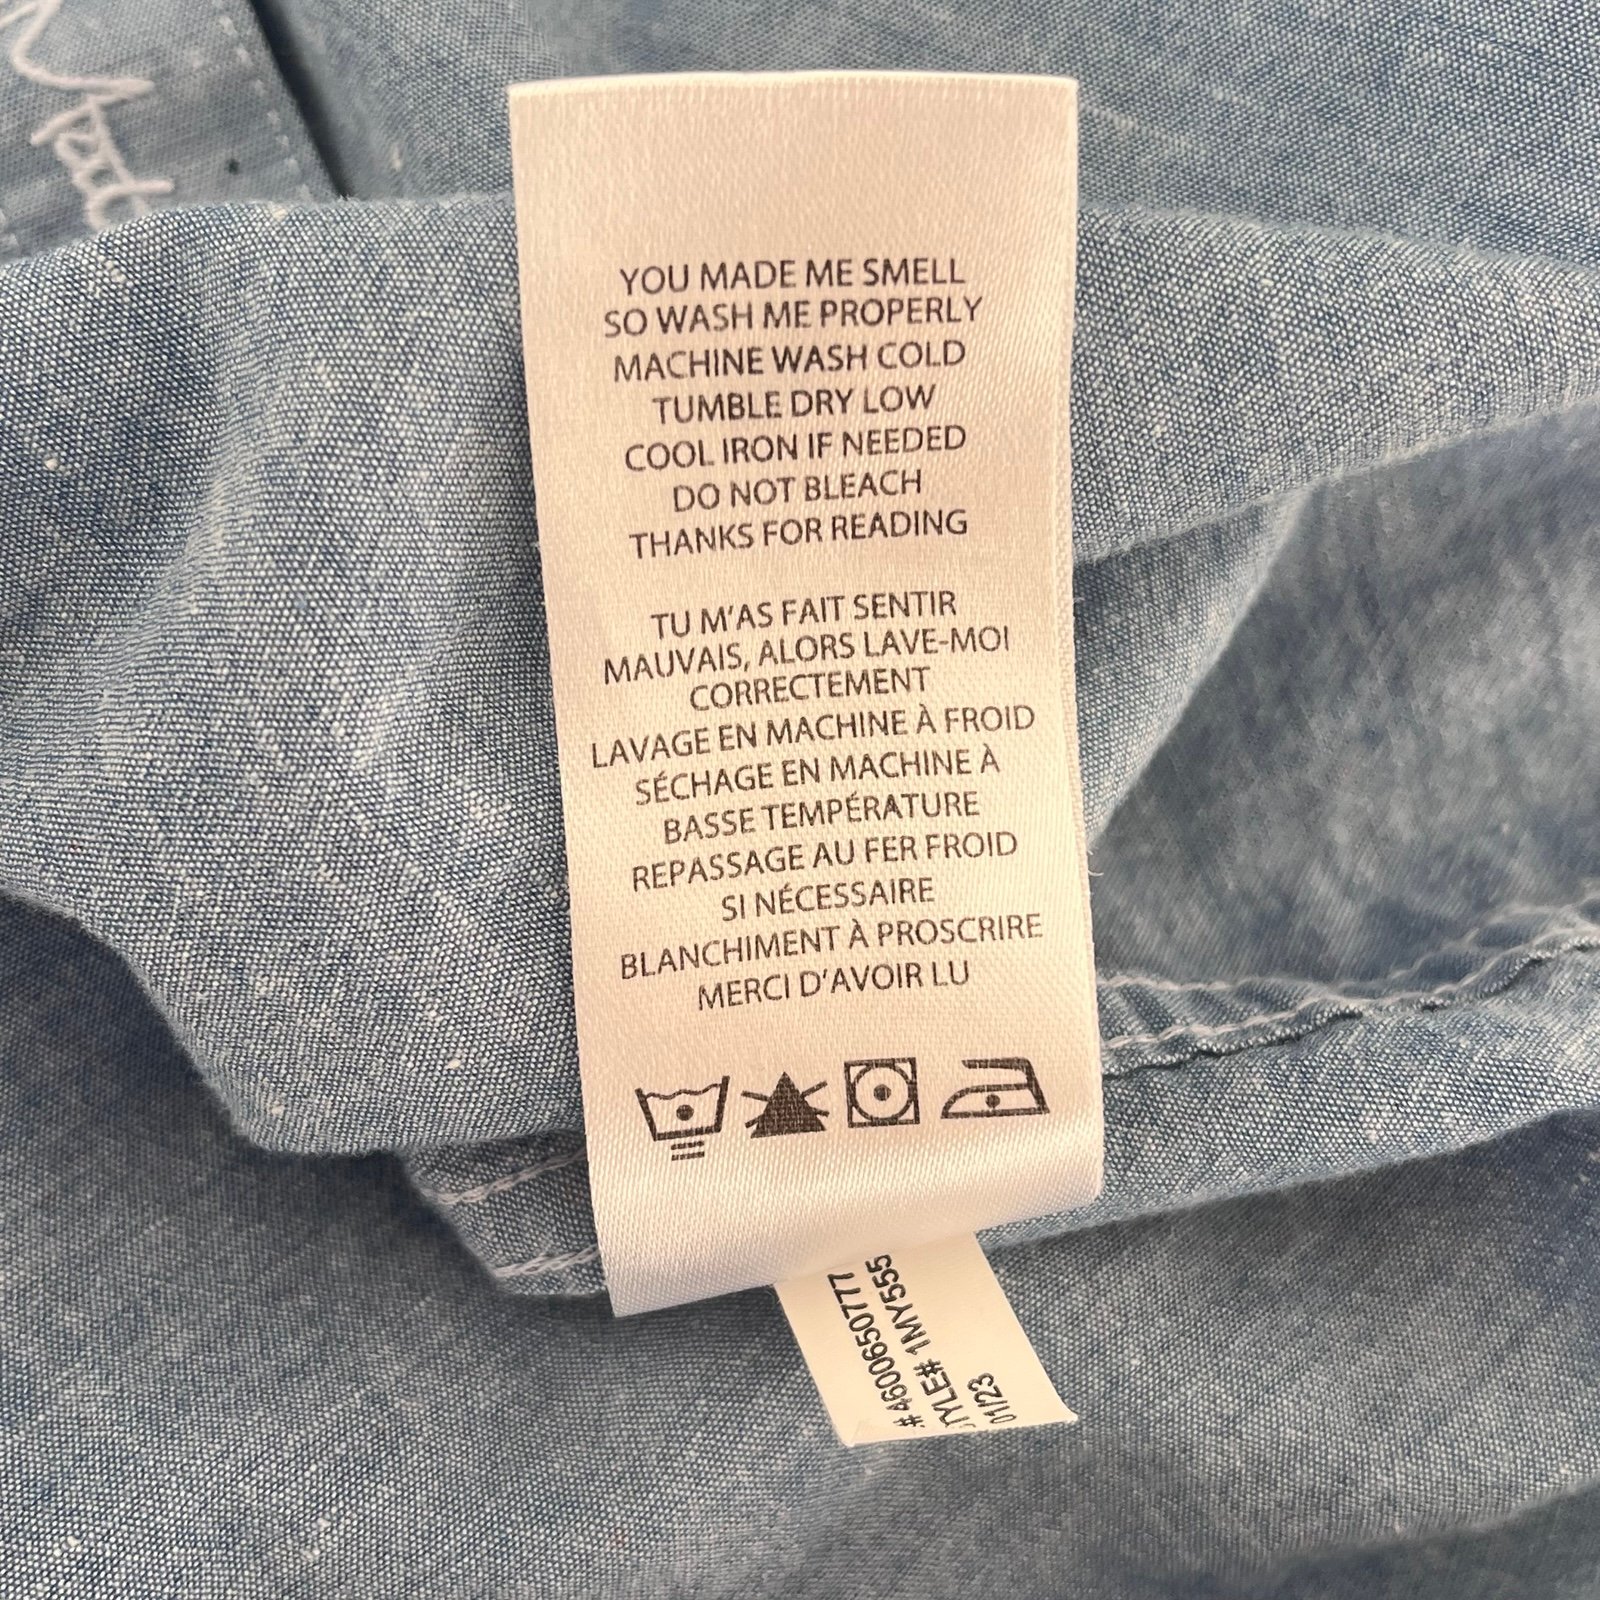 YOU MADE ME SMELL
SO WASH ME PROPERLY
MACHINE WASH COLD
TUMBLE DRY LOW
COOL IRON IF NEEDED
DO NOT BLEACH
THANKS FOR READING
TU M'AS FAIT SENTIR
MAUVAIS, ALORS LAVE-MOI
CORRECTEMENT
LAVAGE EN MACHINE À FROID
SÉCHAGE EN MACHINE À
BASSE TEMPÉRATURE
REPASSAGE AU FER FROID
SI NÉCESSAIRE
BLANCHIMENT À PROSCRIRE
MERCI D'AVOIR LU
#4600650777
STYLE# 1MY555
01/23